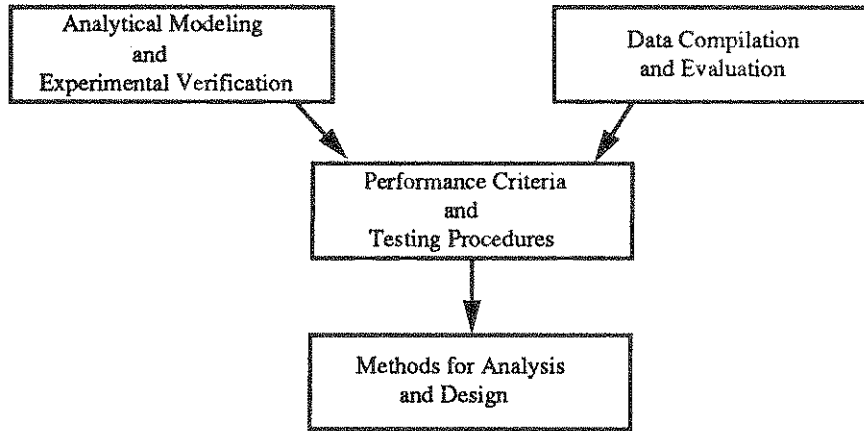 Analytical Modeling
and
Experimental Verification
Data Compilation
and Evaluation
Performance Criteria
and
Testing Procedures
Methods for Analysis
and Design